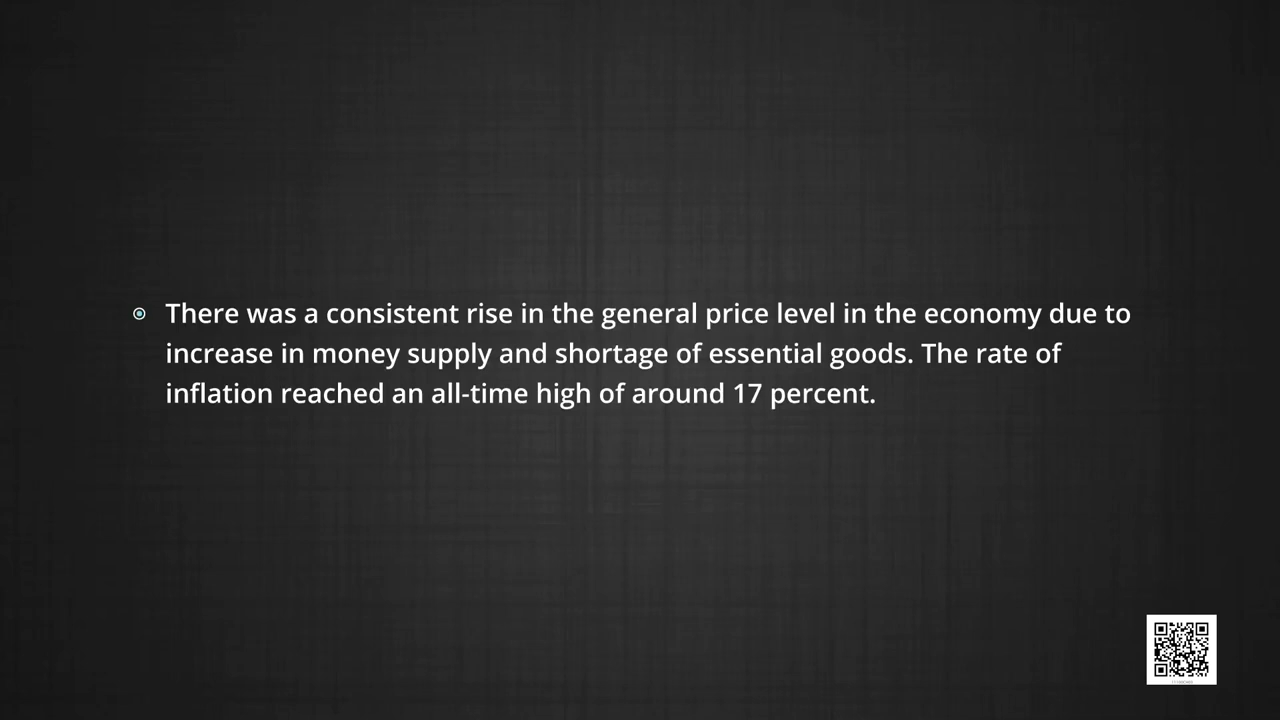 There was a consistent rise in the general price level in the economy due to
increase in money supply and shortage of essential goods. The rate of
inflation reached an all-time high of around 17 percent.